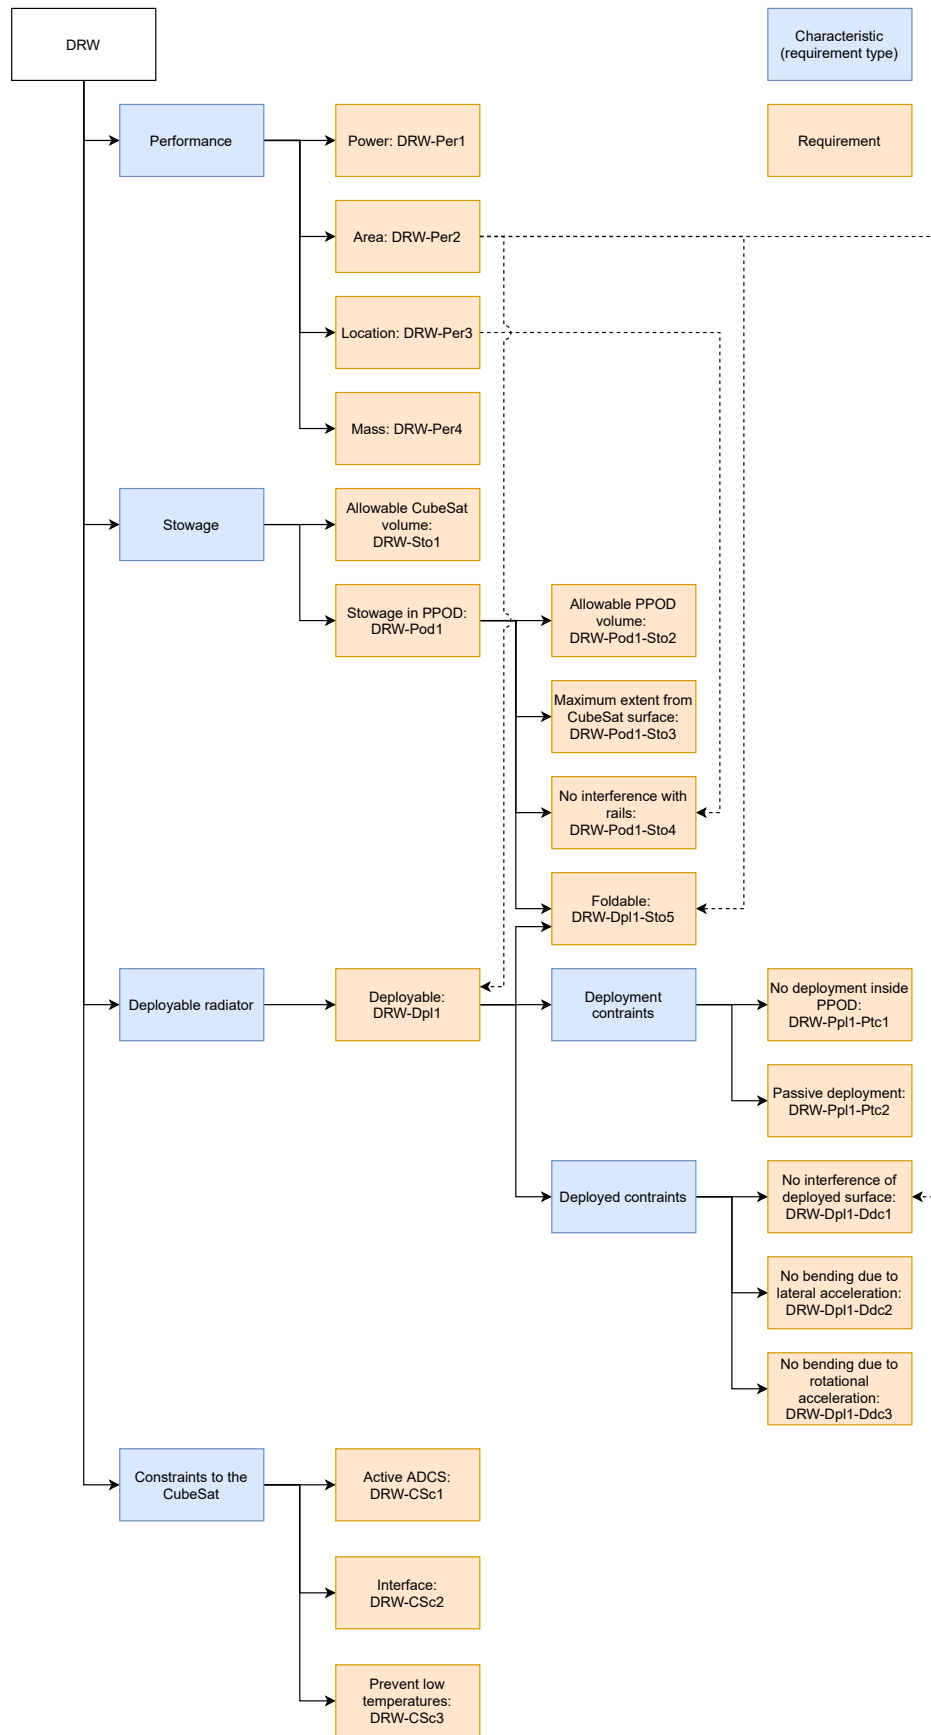 DRW
Characteristic
(requirement type)
Performance
Power: DRW-Per1
Requirement
Area: DRW-Per2
Location: DRW-Per3
Mass: DRW-Per4
Stowage
Allowable CubeSat
volume:
DRW-Sto1
Stowage in PPOD:
DRW-Pod1
Allowable PPOD
volume:
DRW-Pod1-Sto2
Maximum extent from
CubeSat surface:
DRW-Pod1-Sto3
No interference with
rails:
DRW-Pod1-Sto4
Foldable:
DRW-Dpl1-Sto5
Deployable radiator
Deployable:
DRW-Dpl1
Deployment
contraints
No deployment inside
PPOD:
DRW-Ppl1-Ptc1
Passive deployment:
DRW-Ppl1-Ptc2
Deployed contraints
No interference of
deployed surface:
DRW-Dpl1-Ddc1
No bending due to
lateral acceleration:
DRW-Dpl1-Ddc2
No bending due to
rotational
acceleration:
DRW-Dpl1-Ddc3
Constraints to the
CubeSat
Active ADCS:
DRW-CSc1
Interface:
DRW-CSc2
Prevent low
temperatures:
DRW-CSc3